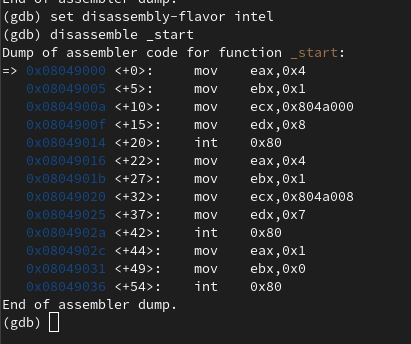 End of assembler dump.
(gdb) set disassembly-flavor intel
(gdb) disassemble _start
Dump of assembler code for function _start:
=> 0x08049000 <+0>:     mov    eax,0x4
   0x08049005 <+5>:     mov    ebx,0x1
   0x0804900a <+10>:    mov    ecx,0x804a000
   0x0804900f <+15>:    mov    edx,0x8
   0x08049014 <+20>:    int    0x80
   0x08049016 <+22>:    mov    eax,0x4
   0x0804901b <+27>:    mov    ebx,0x1
   0x08049020 <+32>:    mov    ecx,0x804a008
   0x08049025 <+37>:    mov    edx,0x7
   0x0804902a <+42>:    int    0x80
   0x0804902c <+44>:    mov    eax,0x1
   0x08049031 <+49>:    mov    ebx,0x0
   0x08049036 <+54>:    int    0x80
End of assembler dump.
(gdb)